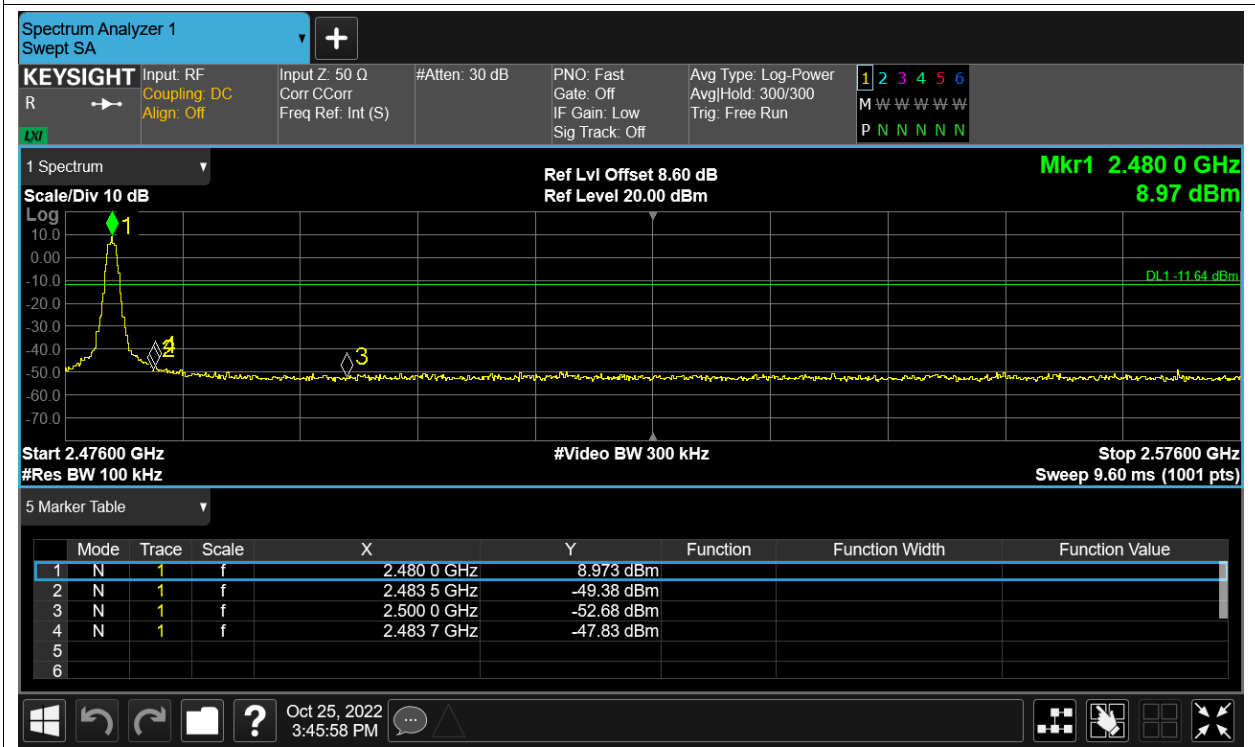 Spectrum Analyzer 1
Swept SA
KEYSIGHT
R
LXI
Input: RF
Coupling: DC
Align: Off
Input Z: 50 Ω
Corr CCorr
Freq Ref: Int (S)
#Atten: 30 dB
PNO: Fast
Gate: Off
IF Gain: Low
Sig Track: Off
Avg Type: Log-Power
Avg|Hold: 300/300
Trig: Free Run
1 2 3 4 5 6
M W W W W W
P N N N N N
1 Spectrum
Scale/Div 10 dB
Ref Lvl Offset 8.60 dB
Ref Level 20.00 dBm
Mkr1 2.480 0 GHz
8.97 dBm
Log
10.0
0.00
-10.0
-20.0
-30.0
-40.0
-50.0
-60.0
-70.0
1
DL1 -11.64 dBm
3
Start 2.47600 GHz
#Res BW 100 kHz
#Video BW 300 kHz
Stop 2.57600 GHz
Sweep 9.60 ms (1001 pts)
5 Marker Table
Mode Trace Scale X Y Function Function Width Function Value
1 N 1 f 2.480 0 GHz 8.973 dBm
2 N 1 f 2.483 5 GHz -49.38 dBm
3 N 1 f 2.500 0 GHz -52.68 dBm
4 N 1 f 2.483 7 GHz -47.83 dBm
5
6
?
Oct 25, 2022
3:45:58 PM